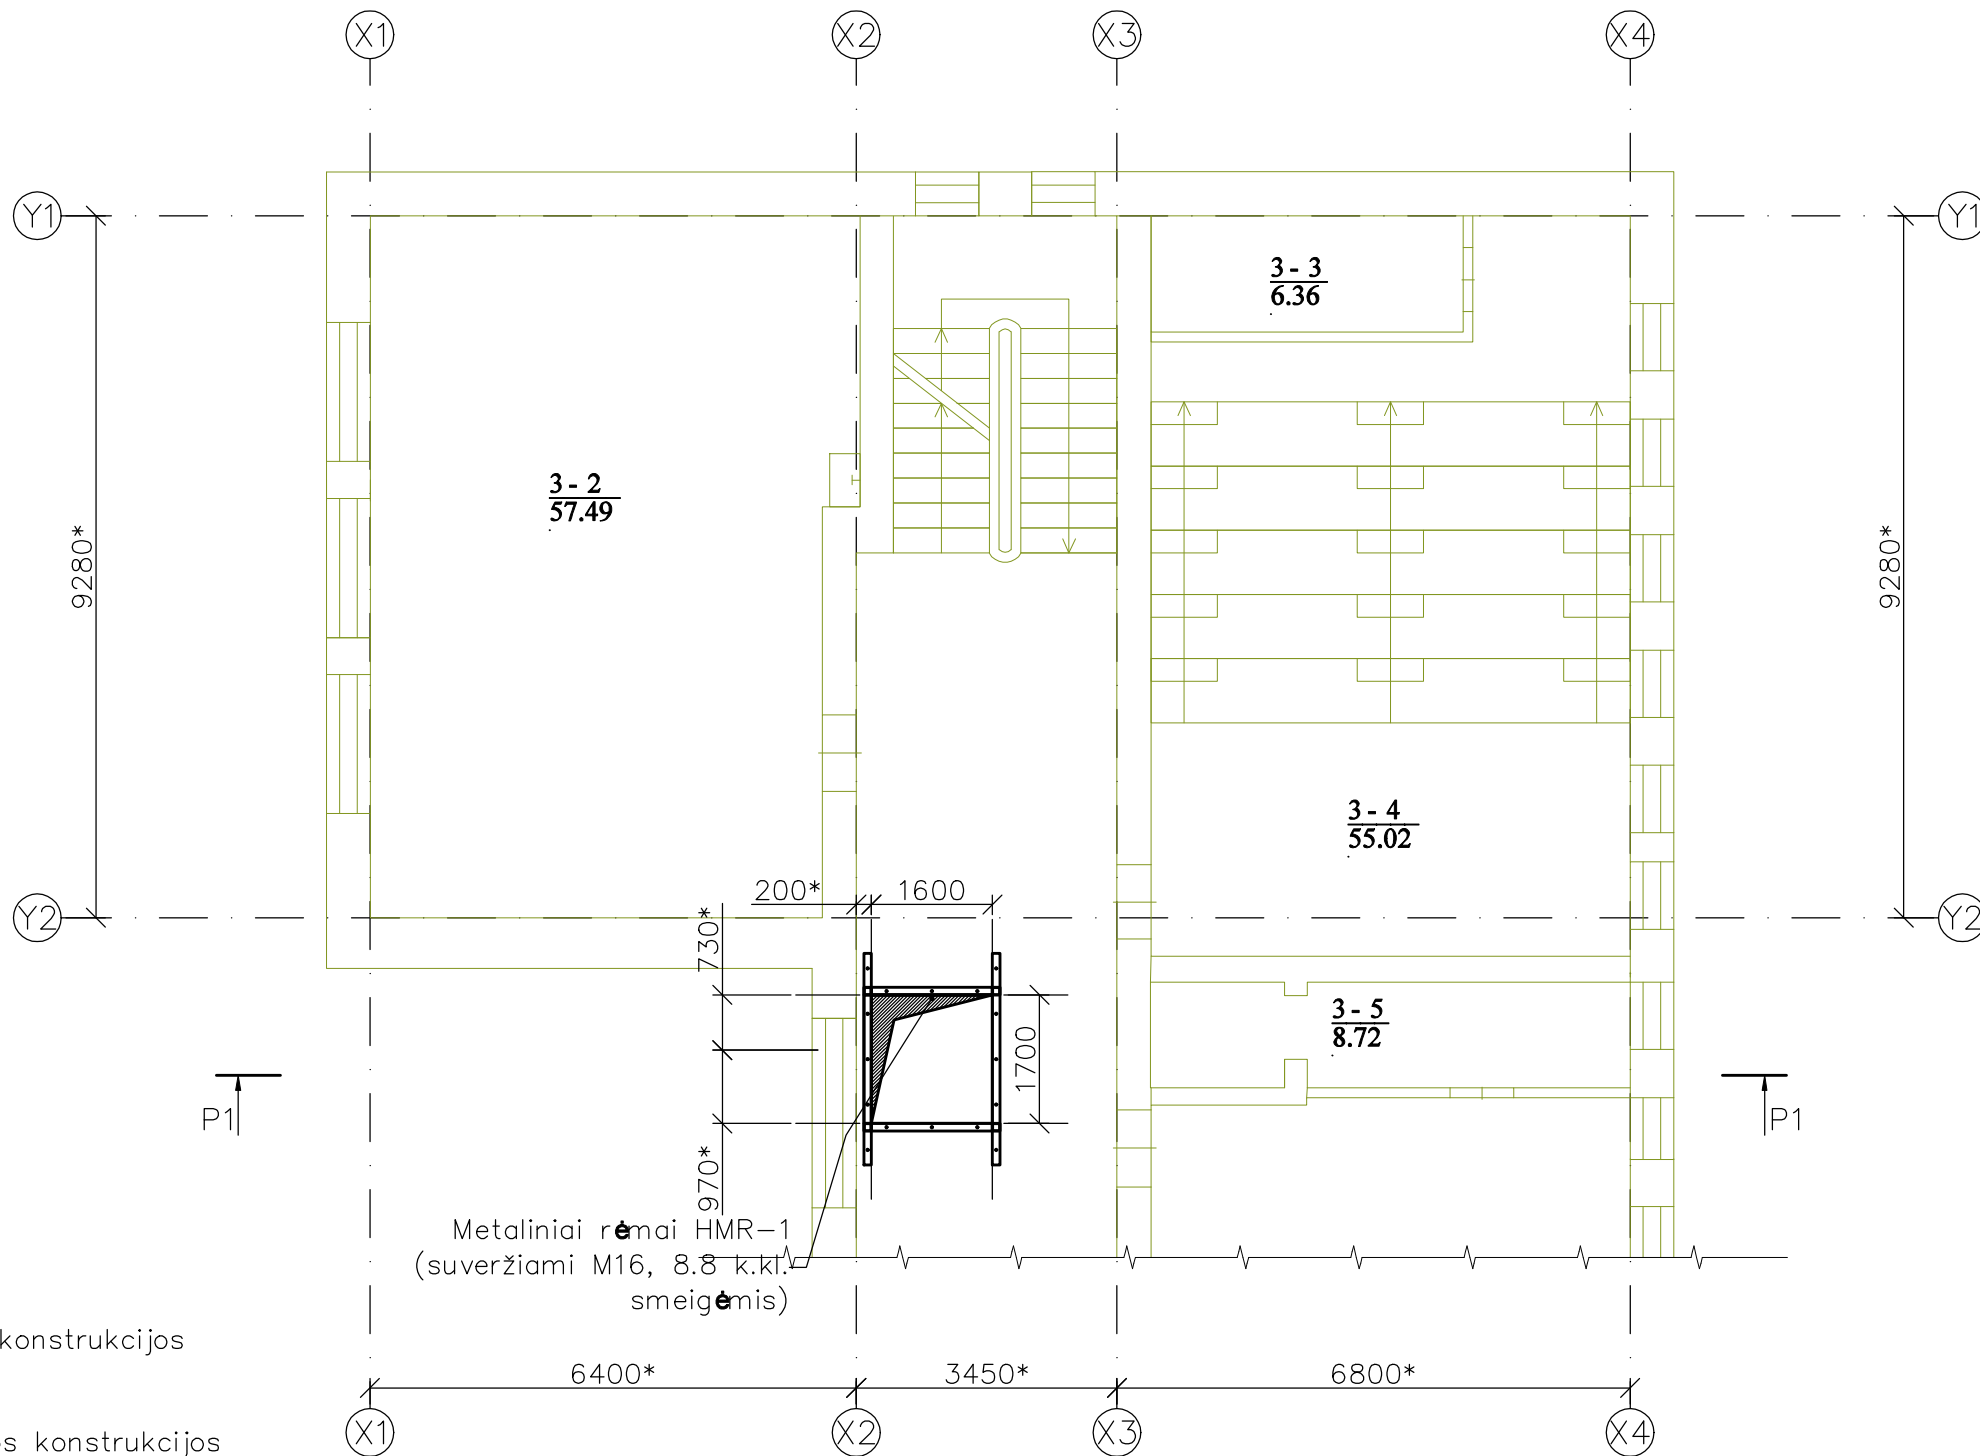 X1
X2
X3
X4
Y1
Y1
3 - 3
6.36
3 - 2
57.49
9280*
9280*
3 - 4
55.02
200*
1600
Y2
Y2
730*
3 - 5
8.72
1700
P1
P1
970*
Metaliniai rėmai HMR-1
(suveržiami M16, 8.8 k.kl.
smeigėmis)
konstrukcijos
6400*
3450*
6800*
X1
X2
X3
X4
os konstrukcijos